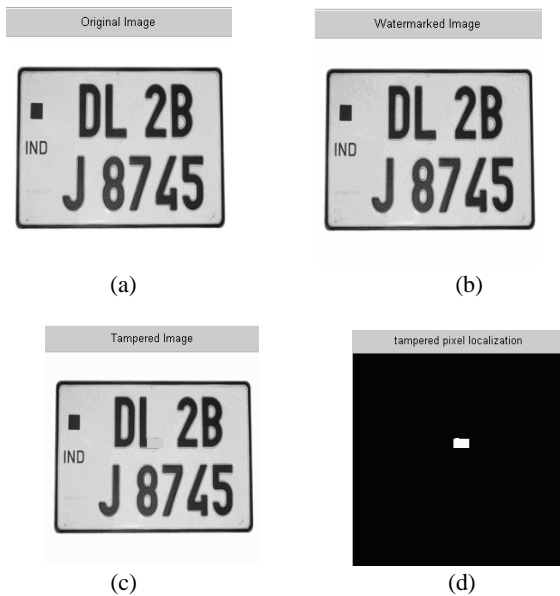 Original Image
Watermarked Image
DL 2B
IND
J 8745
DL 2B
IND
J 8745
(a)
(b)
Tampered Image
tampered pixel localization
DL 2B
IND
J 8745
(c)
(d)